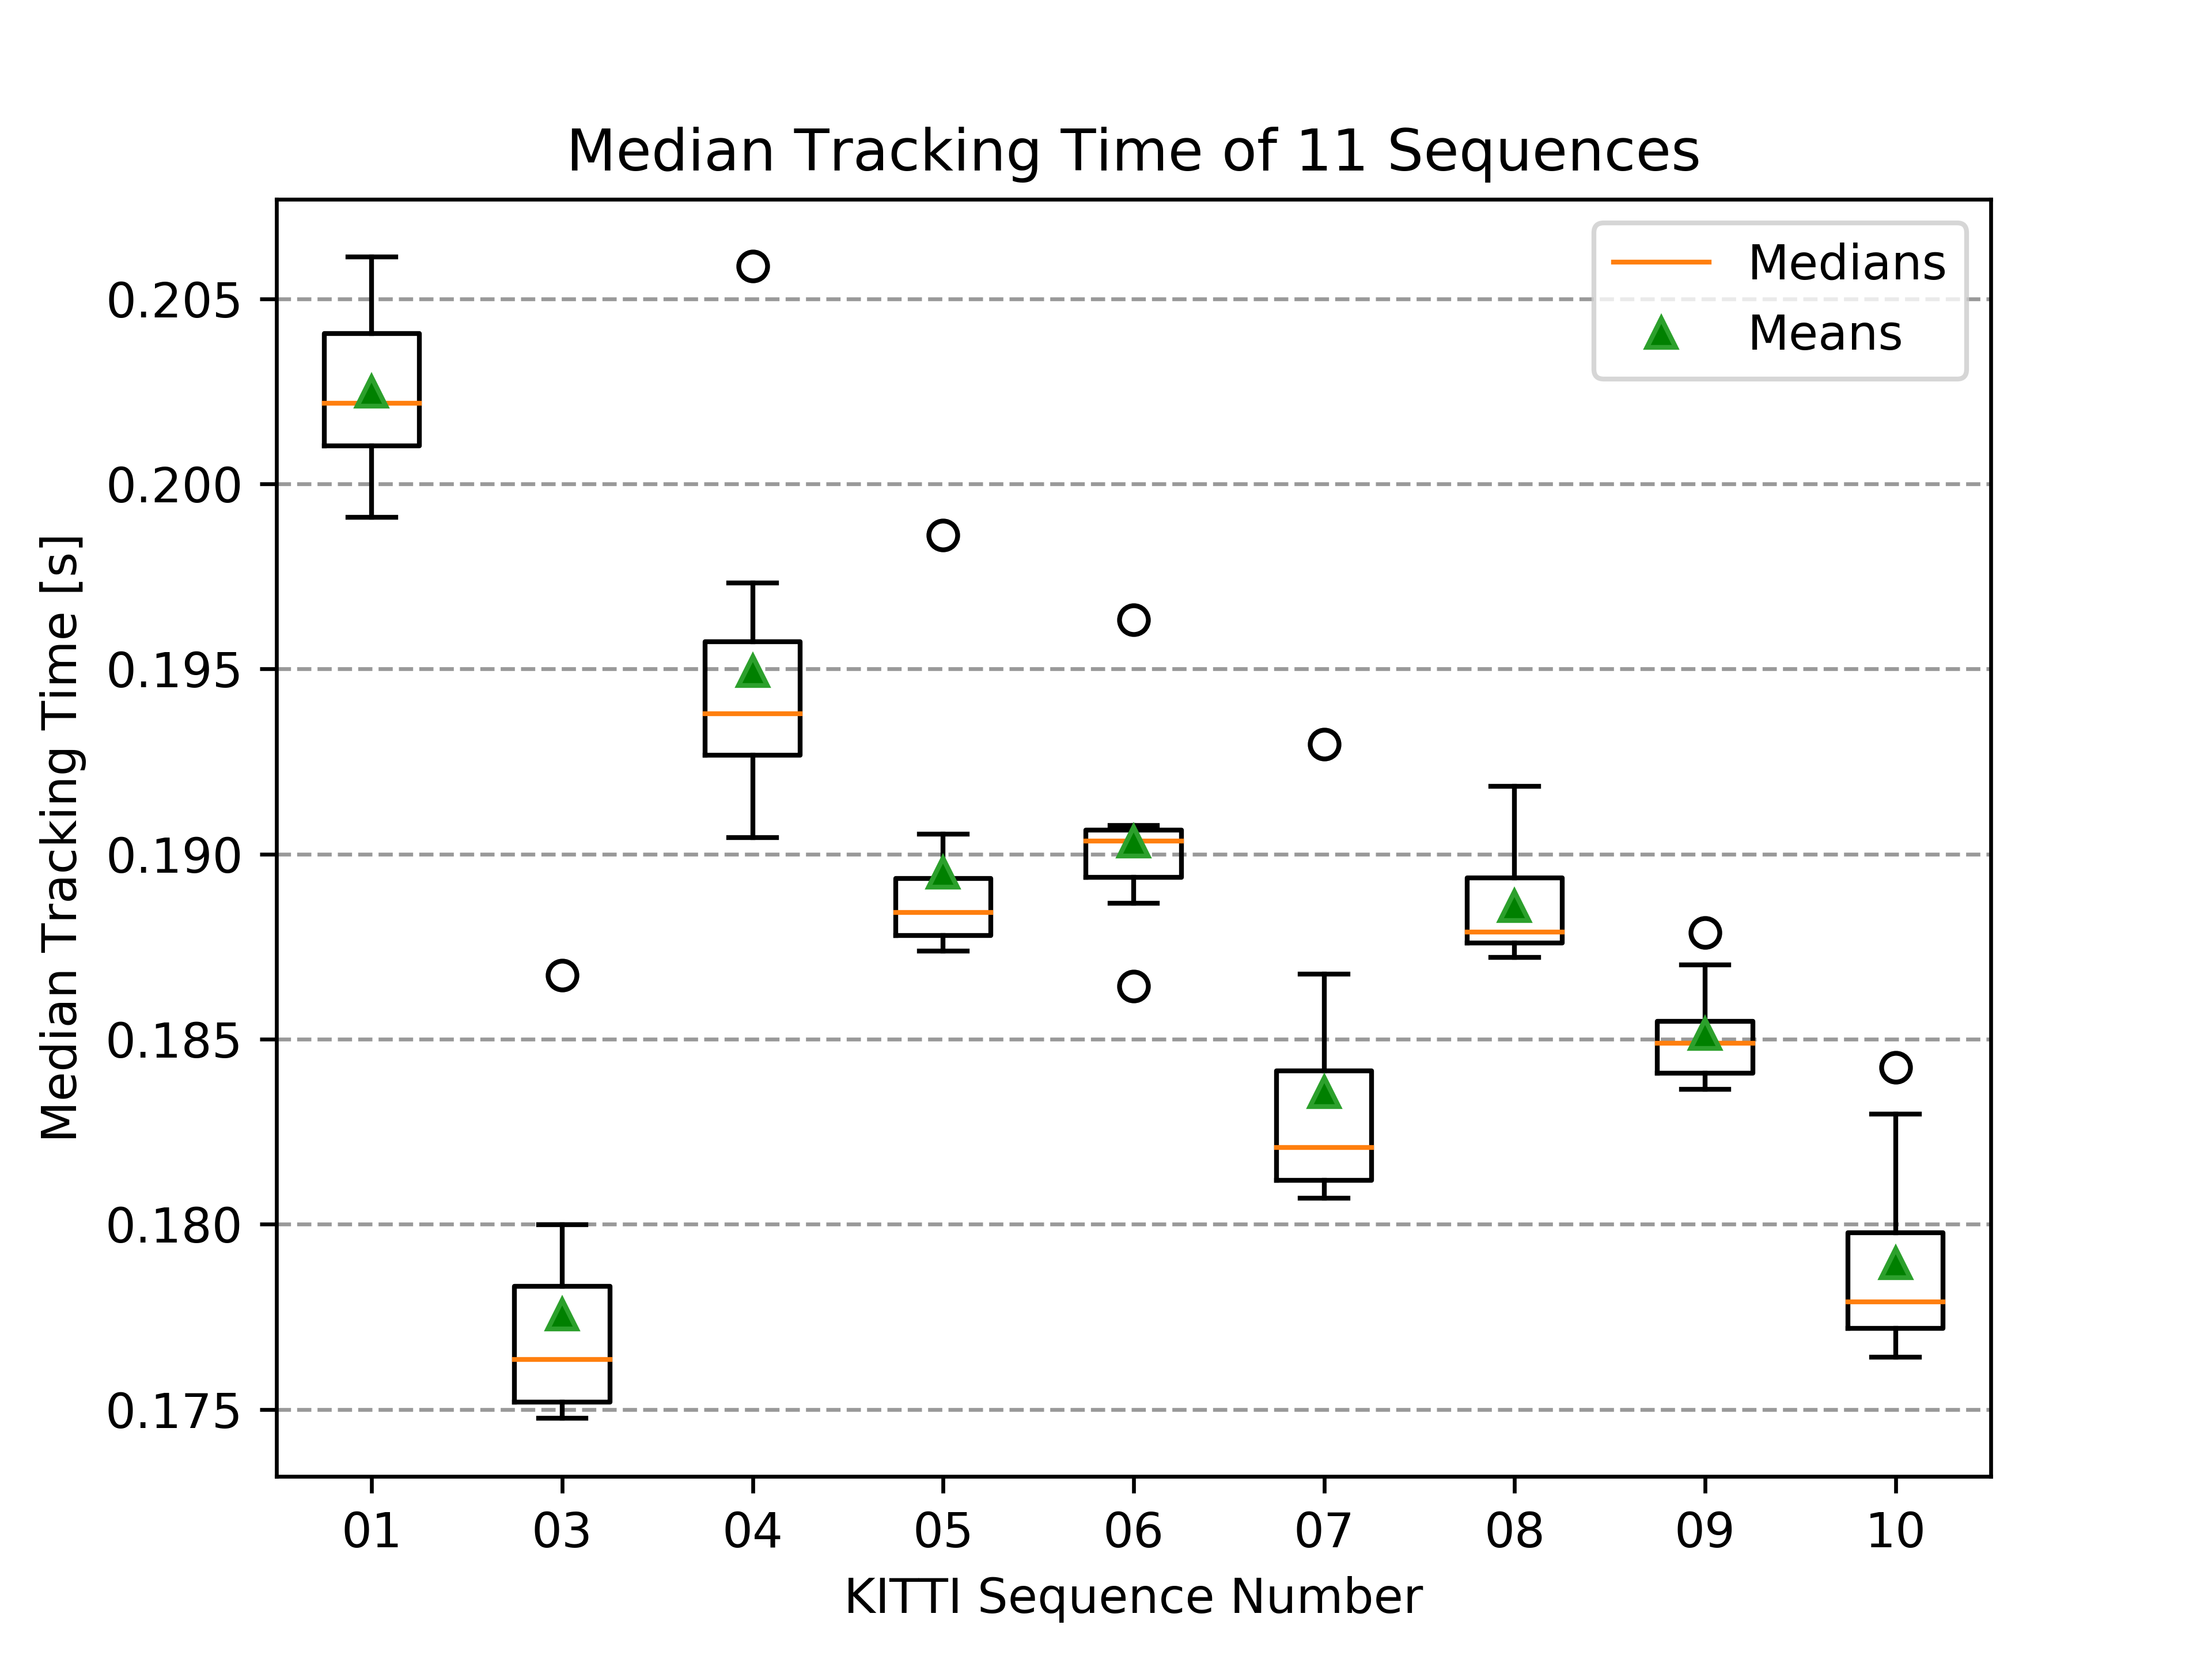 Median Tracking Time of 11 Sequences
Medians
Means
Median Tracking Time [s]
0.205
0.200
0.195
0.190
0.185
0.180
0.175
01 03 04 05 06 07 08 09 10
KITTI Sequence Number